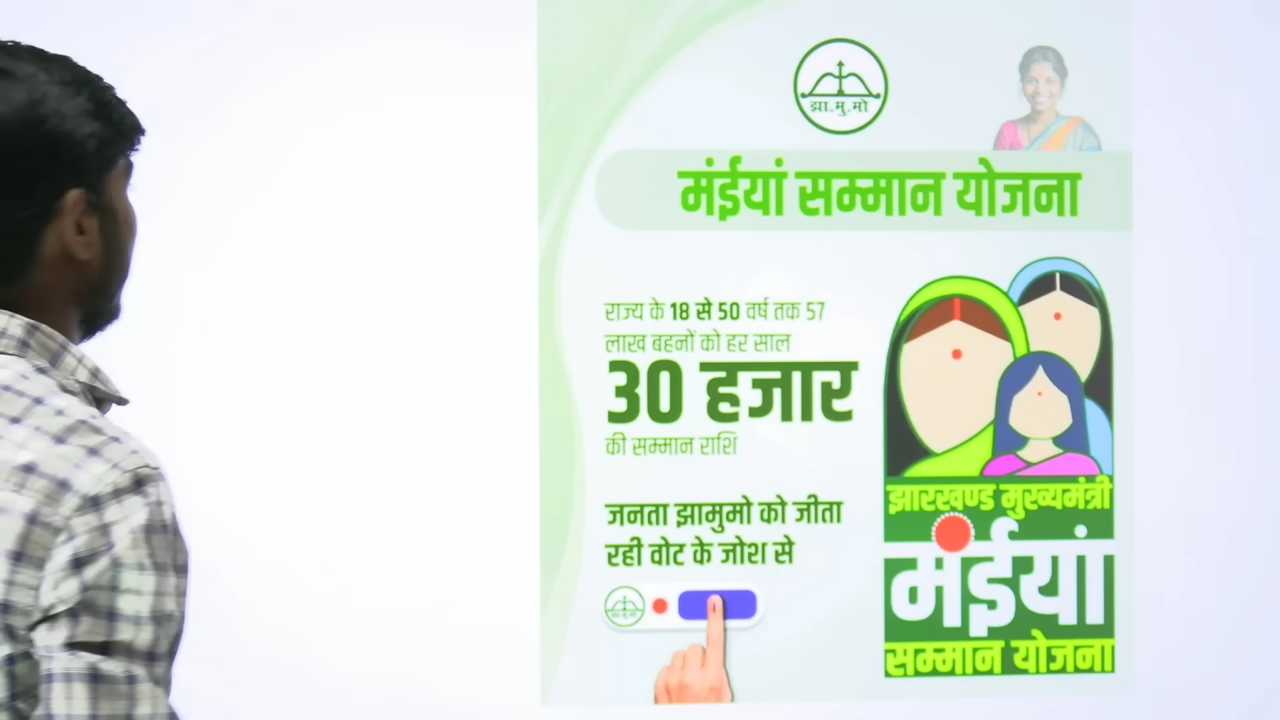 झा.मु.मो
मंईयां सम्मान योजना
राज्य के 18 से 50 वर्ष तक 57
लाख बहनों को हर साल
30 हजार
की सम्मान राशि
जनता झामुमो को जीता
रही वोट के जोश से
झा.मु.मो
झारखण्ड मुख्यमंत्री
मंईयां
सम्मान योजना